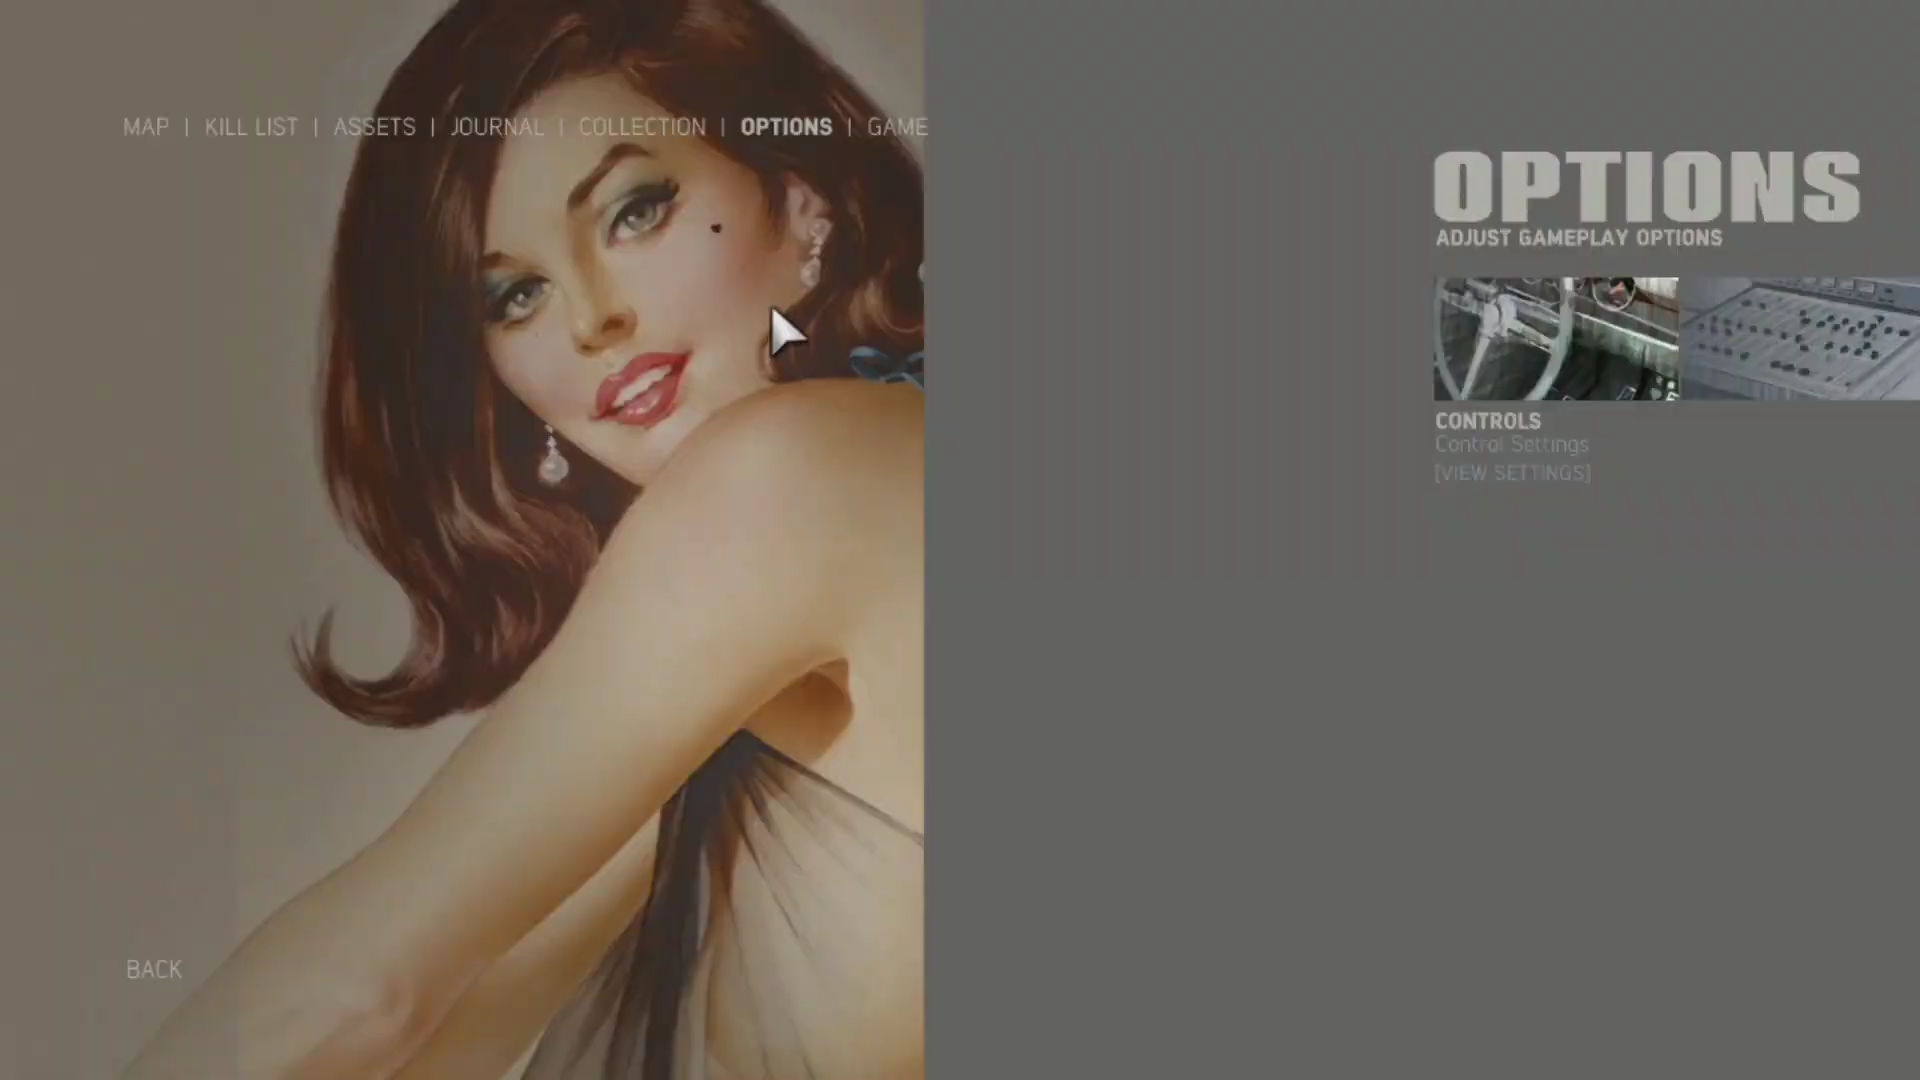 MAP | KILL LIST | ASSETS | JOURNAL | COLLECTION | OPTIONS | GAME
OPTIONS
ADJUST GAMEPLAY OPTIONS
CONTROLS
Control Settings
[VIEW SETTINGS]
BACK